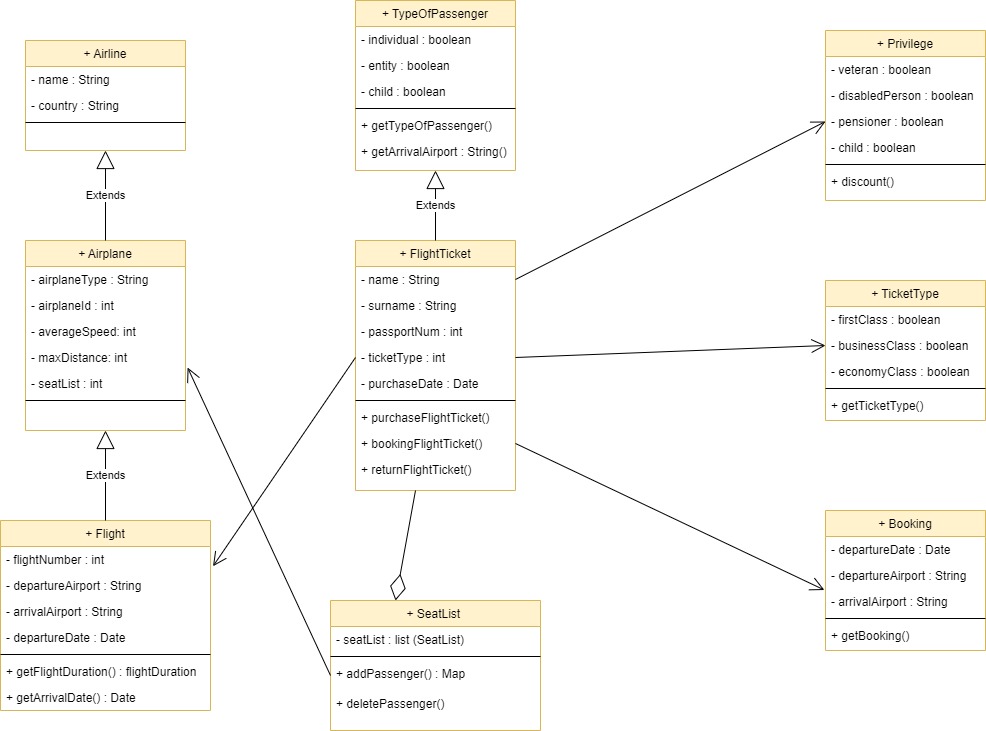 + Airline
- name : String
- country : String
Extends
+ Airplane
- airplaneType : String
- airplaneId : int
- averageSpeed: int
- maxDistance: int
- seatList : int
Extends
+ Flight
- flightNumber : int
- departureAirport : String
- arrivalAirport : String
- departureDate : Date
+ getFlightDuration() : flightDuration
+ getArrivalDate() : Date
+ TypeOfPassenger
- individual : boolean
- entity : boolean
- child : boolean
+ getTypeOfPassenger()
+ getArrivalAirport : String()
Extends
+ FlightTicket
- name : String
- surname : String
- passportNum : int
- ticketType : int
- purchaseDate : Date
+ purchaseFlightTicket()
+ bookingFlightTicket()
+ returnFlightTicket()
+ SeatList
- seatList : list (SeatList)
+ addPassenger() : Map
+ deletePassenger()
+ Privilege
- veteran : boolean
- disabledPerson : boolean
- pensioner : boolean
- child : boolean
+ discount()
+ TicketType
- firstClass : boolean
- businessClass : boolean
- economyClass : boolean
+ getTicketType()
+ Booking
- departureDate : Date
- departureAirport : String
- arrivalAirport : String
+ getBooking()